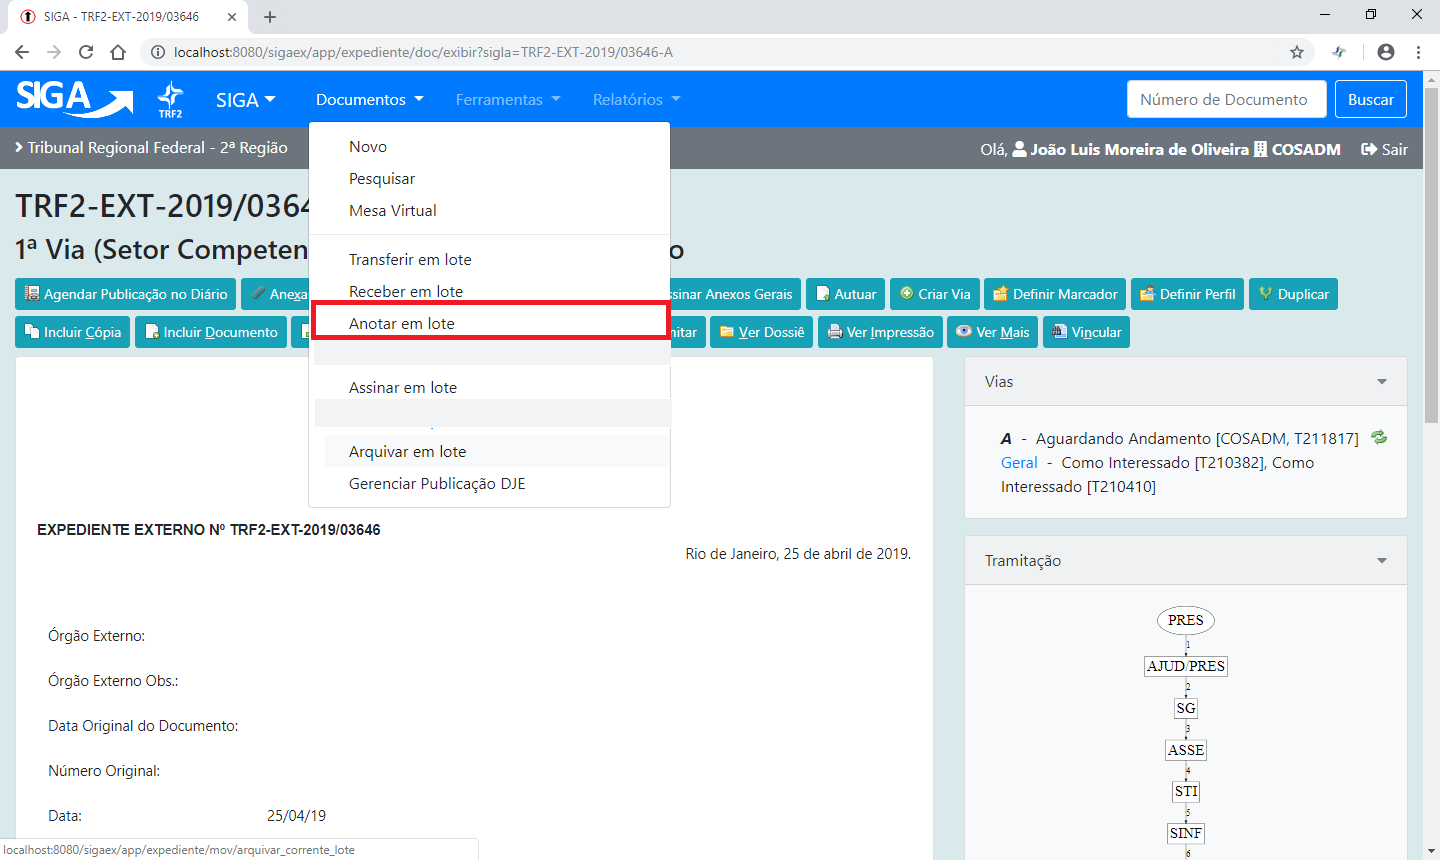 SIGA - TRF2-EXT-2019/03646
localhost:8080/sigaex/app/expediente/doc/exibir?sigla=TRF2-EXT-2019/03646-A
SIGA TRF2 SIGA Documentos Ferramentas Relatórios Número de Documento Buscar
Tribunal Regional Federal - 2ª Região Olá, João Luis Moreira de Oliveira COSADM Sair
Novo
Pesquisar
Mesa Virtual
Transferir em lote
Receber em lote
Anotar em lote
Assinar em lote
Arquivar em lote
Gerenciar Publicação DJE
TRF2-EXT-2019/0364
1ª Via (Setor Competen
Agendar Publicação no Diário Anexa sinar Anexos Gerais Autuar Criar Via Definir Marcador Definir Perfil Duplicar
Incluir Cópia Incluir Documento itar Ver Dossiê Ver Impressão Ver Mais Vincular
EXPEDIENTE EXTERNO Nº TRF2-EXT-2019/03646
Rio de Janeiro, 25 de abril de 2019.
Órgão Externo:
Órgão Externo Obs.:
Data Original do Documento:
Número Original:
Data: 25/04/19
Vias
A - Aguardando Andamento [COSADM, T211817]
Geral - Como Interessado [T210382], Como
Interessado [T210410]
Tramitação
PRES
1
AJUD/PRES
2
SG
3
ASSE
4
STI
5
SINF
6
localhost:8080/sigaex/app/expediente/mov/arquivar_corrente_lote